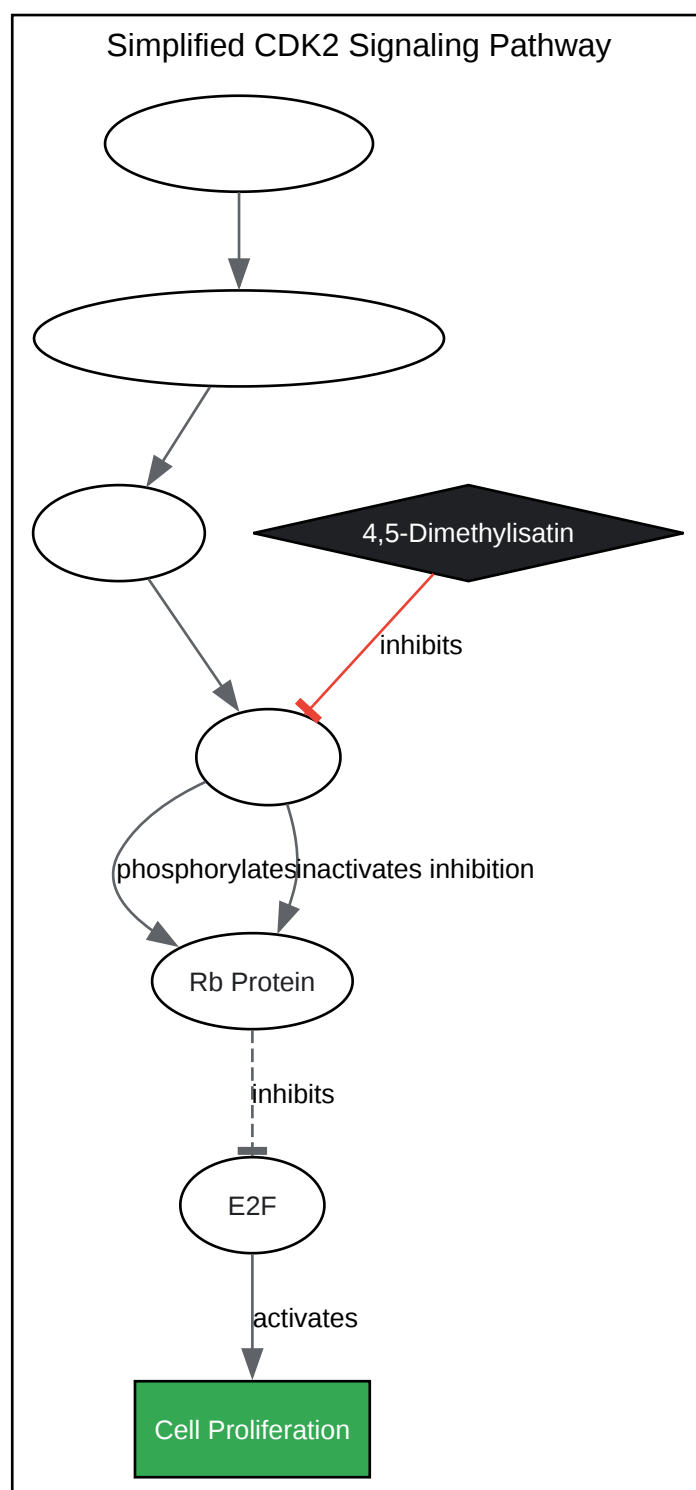 Simplified CDK2 Signaling Pathway
4,5-Dimethylisatin
inhibits
phosphorylates
inactivates inhibition
Rb Protein
inhibits
E2F
activates
Cell Proliferation